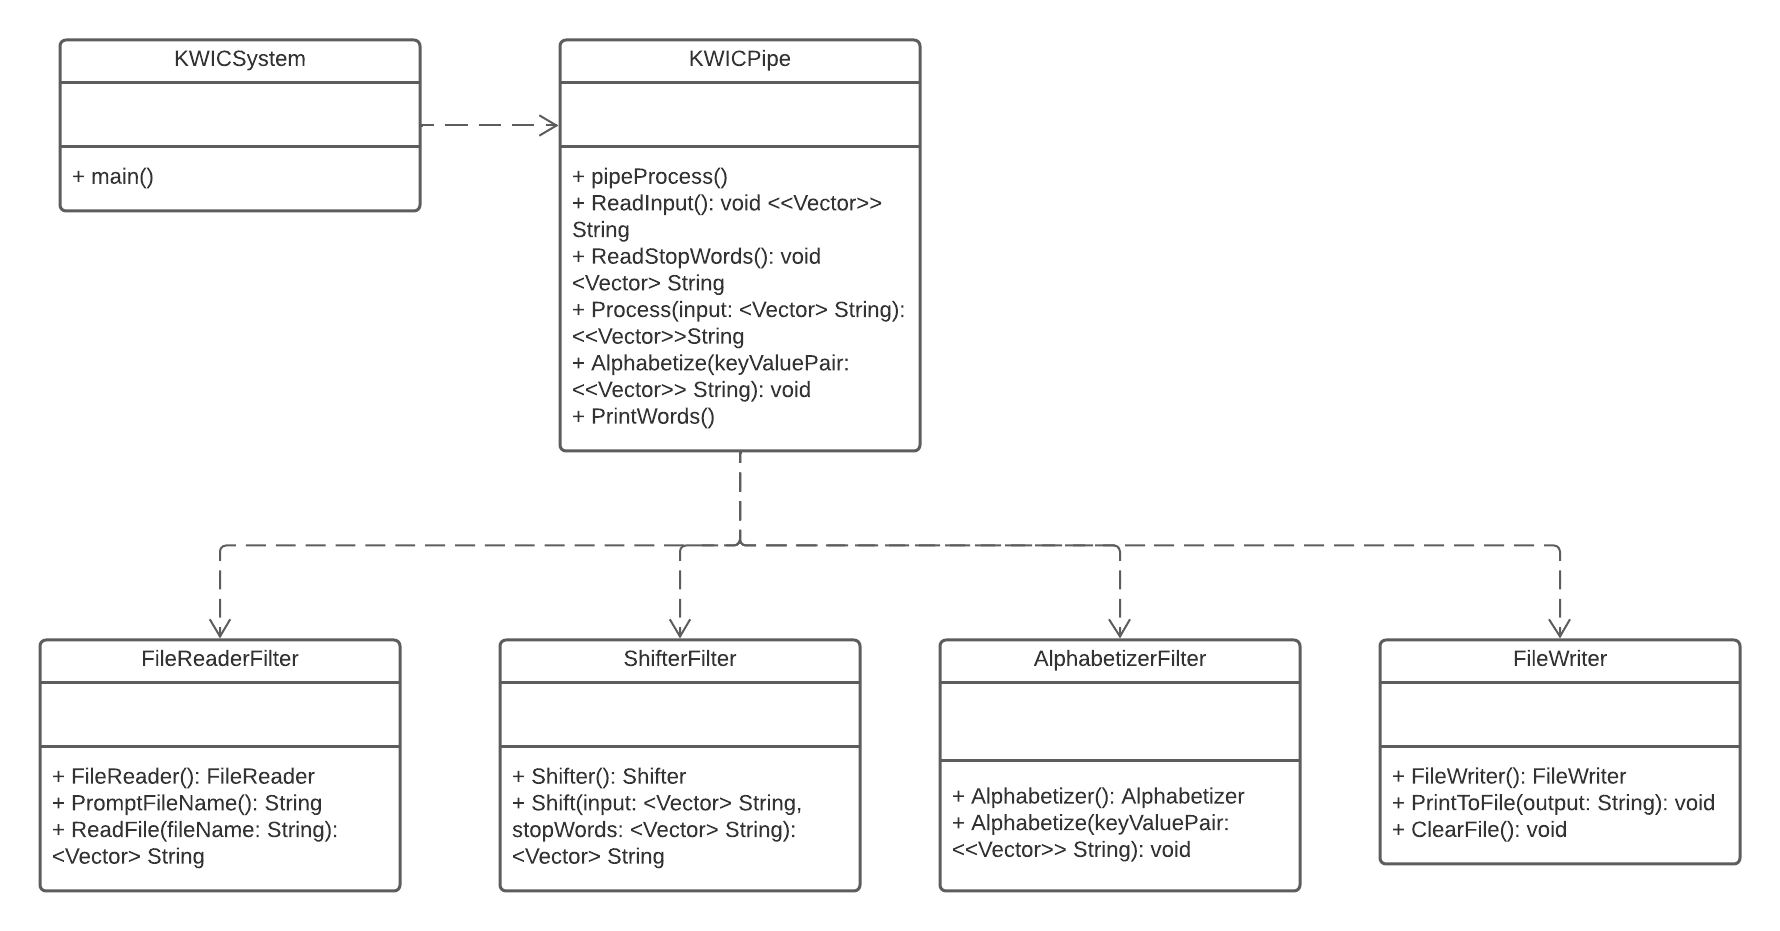 KWICSystem
+ main()
KWICPipe
+ pipeProcess()
+ ReadInput(): void <<Vector>>
String
+ ReadStopWords(): void
<Vector> String
+ Process(input: <Vector> String):
<<Vector>>String
+ Alphabetize(keyValuePair:
<<Vector>> String): void
+ PrintWords()
FileReaderFilter
+ FileReader(): FileReader
+ PromptFileName(): String
+ ReadFile(fileName: String):
<Vector> String
ShifterFilter
+ Shifter(): Shifter
+ Shift(input: <Vector> String,
stopWords: <Vector> String):
<Vector> String
AlphabetizerFilter
+ Alphabetizer(): Alphabetizer
+ Alphabetize(keyValuePair:
<<Vector>> String): void
FileWriter
+ FileWriter(): FileWriter
+ PrintToFile(output: String): void
+ ClearFile(): void